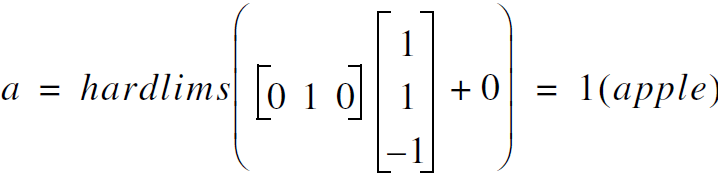 a = hardlims([0 1 0][1 1 -1] + 0) = 1(apple)